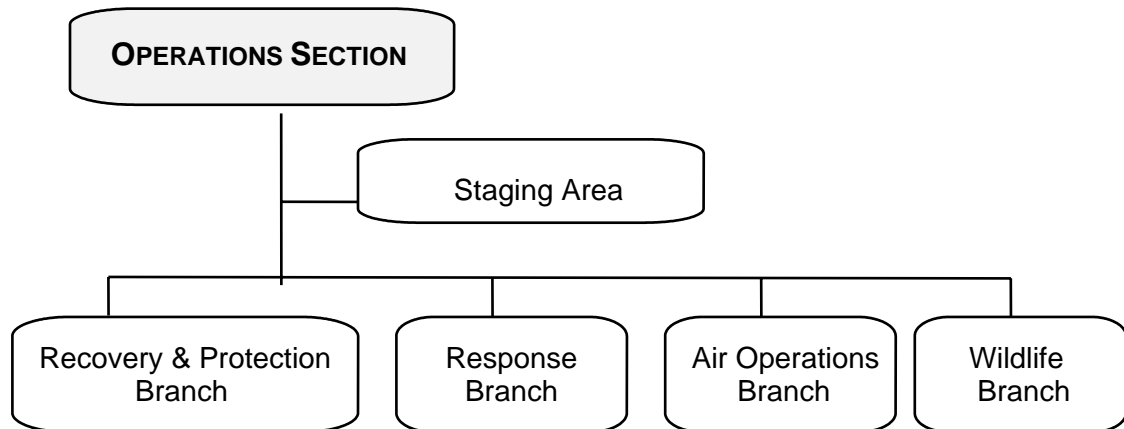 OPERATIONS SECTION
Staging Area
Recovery & Protection
Branch
Response
Branch
Air Operations
Branch
Wildlife
Branch